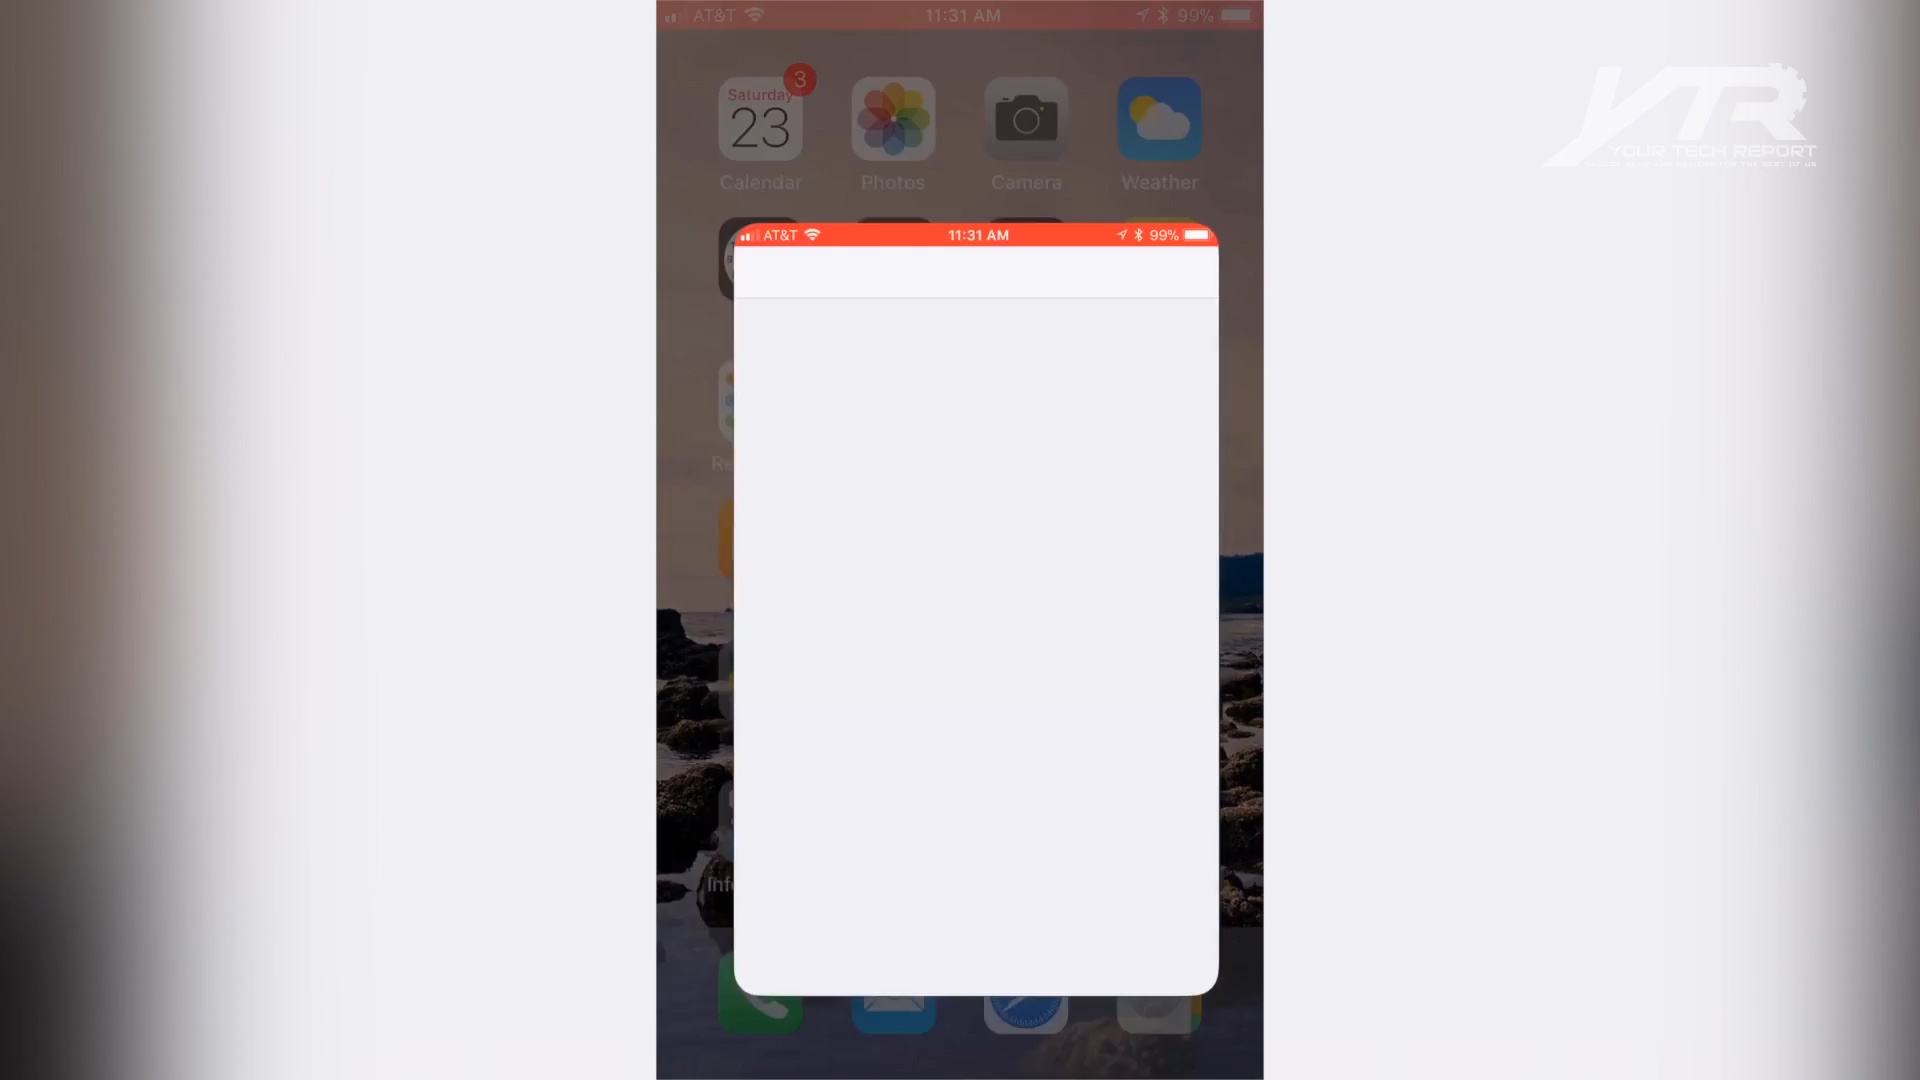 AT&T 11:31 AM 99%
3
Saturday
23
Calendar Photos Camera Weather
YTR
YOUR TECH REPORT
AT&T 11:31 AM 99%